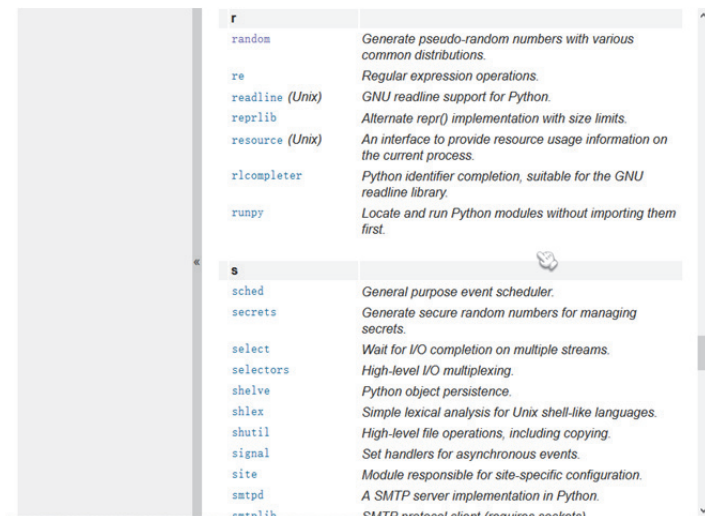 r
random Generate pseudo-random numbers with various
common distributions.
re Regular expression operations.
readline (Unix) GNU readline support for Python.
reprlib Alternate repr() implementation with size limits.
resource (Unix) An interface to provide resource usage information on
the current process.
rlcompleter Python identifier completion, suitable for the GNU
readline library.
runpy Locate and run Python modules without importing them
first.
«
s
sched General purpose event scheduler.
secrets Generate secure random numbers for managing
secrets.
select Wait for I/O completion on multiple streams.
selectors High-level I/O multiplexing.
shelve Python object persistence.
shlex Simple lexical analysis for Unix shell-like languages.
shutil High-level file operations, including copying.
signal Set handlers for asynchronous events.
site Module responsible for site-specific configuration.
smtpd A SMTP server implementation in Python.
smtplib SMTP protocol client (requires sockets).